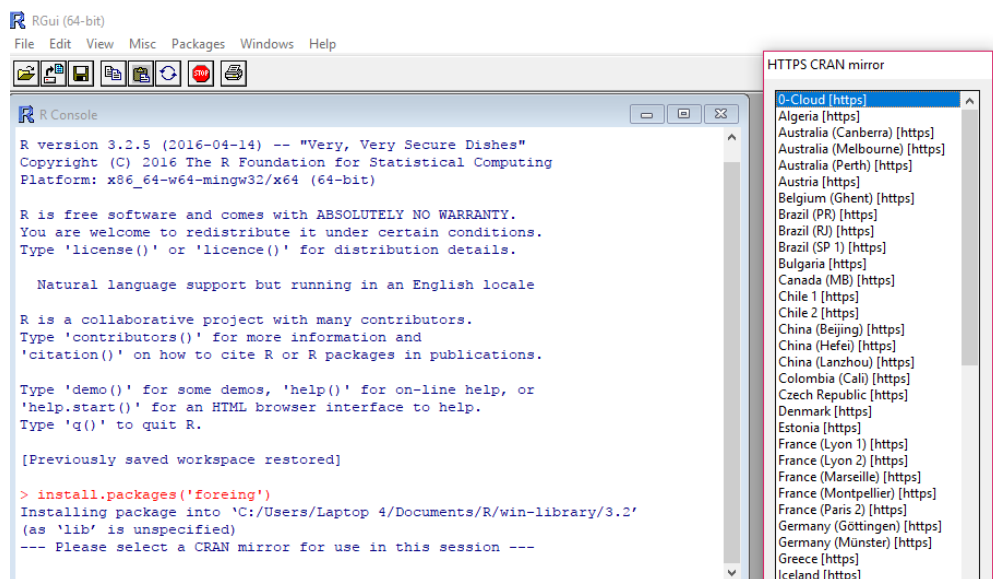 RGui (64-bit)
File Edit View Misc Packages Windows Help
STOP
R Console
R version 3.2.5 (2016-04-14) -- "Very, Very Secure Dishes"
Copyright (C) 2016 The R Foundation for Statistical Computing
Platform: x86_64-w64-mingw32/x64 (64-bit)
R is free software and comes with ABSOLUTELY NO WARRANTY.
You are welcome to redistribute it under certain conditions.
Type 'license()' or 'licence()' for distribution details.
Natural language support but running in an English locale
R is a collaborative project with many contributors.
Type 'contributors()' for more information and
'citation()' on how to cite R or R packages in publications.
Type 'demo()' for some demos, 'help()' for on-line help, or
'help.start()' for an HTML browser interface to help.
Type 'q()' to quit R.
[Previously saved workspace restored]
> install.packages('foreing')
Installing package into ‘C:/Users/Laptop 4/Documents/R/win-library/3.2’
(as ‘lib’ is unspecified)
--- Please select a CRAN mirror for use in this session ---
HTTPS CRAN mirror
0-Cloud [https]
Algeria [https]
Australia (Canberra) [https]
Australia (Melbourne) [https]
Australia (Perth) [https]
Austria [https]
Belgium (Ghent) [https]
Brazil (PR) [https]
Brazil (RJ) [https]
Brazil (SP 1) [https]
Bulgaria [https]
Canada (MB) [https]
Chile 1 [https]
Chile 2 [https]
China (Beijing) [https]
China (Hefei) [https]
China (Lanzhou) [https]
Colombia (Cali) [https]
Czech Republic [https]
Denmark [https]
Estonia [https]
France (Lyon 1) [https]
France (Lyon 2) [https]
France (Marseille) [https]
France (Montpellier) [https]
France (Paris 2) [https]
Germany (Göttingen) [https]
Germany (Münster) [https]
Greece [https]
Iceland [https]